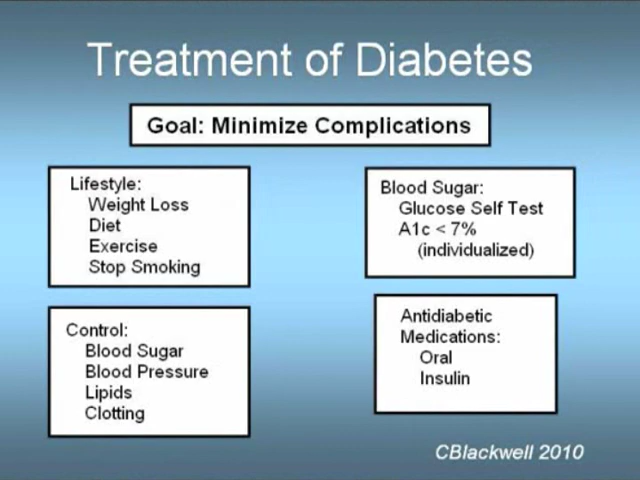 Treatment of Diabetes
Goal: Minimize Complications
Lifestyle:
Weight Loss
Diet
Exercise
Stop Smoking
Blood Sugar:
Glucose Self Test
A1c < 7%
(individualized)
Control:
Blood Sugar
Blood Pressure
Lipids
Clotting
Antidiabetic
Medications:
Oral
Insulin
CBlackwell 2010